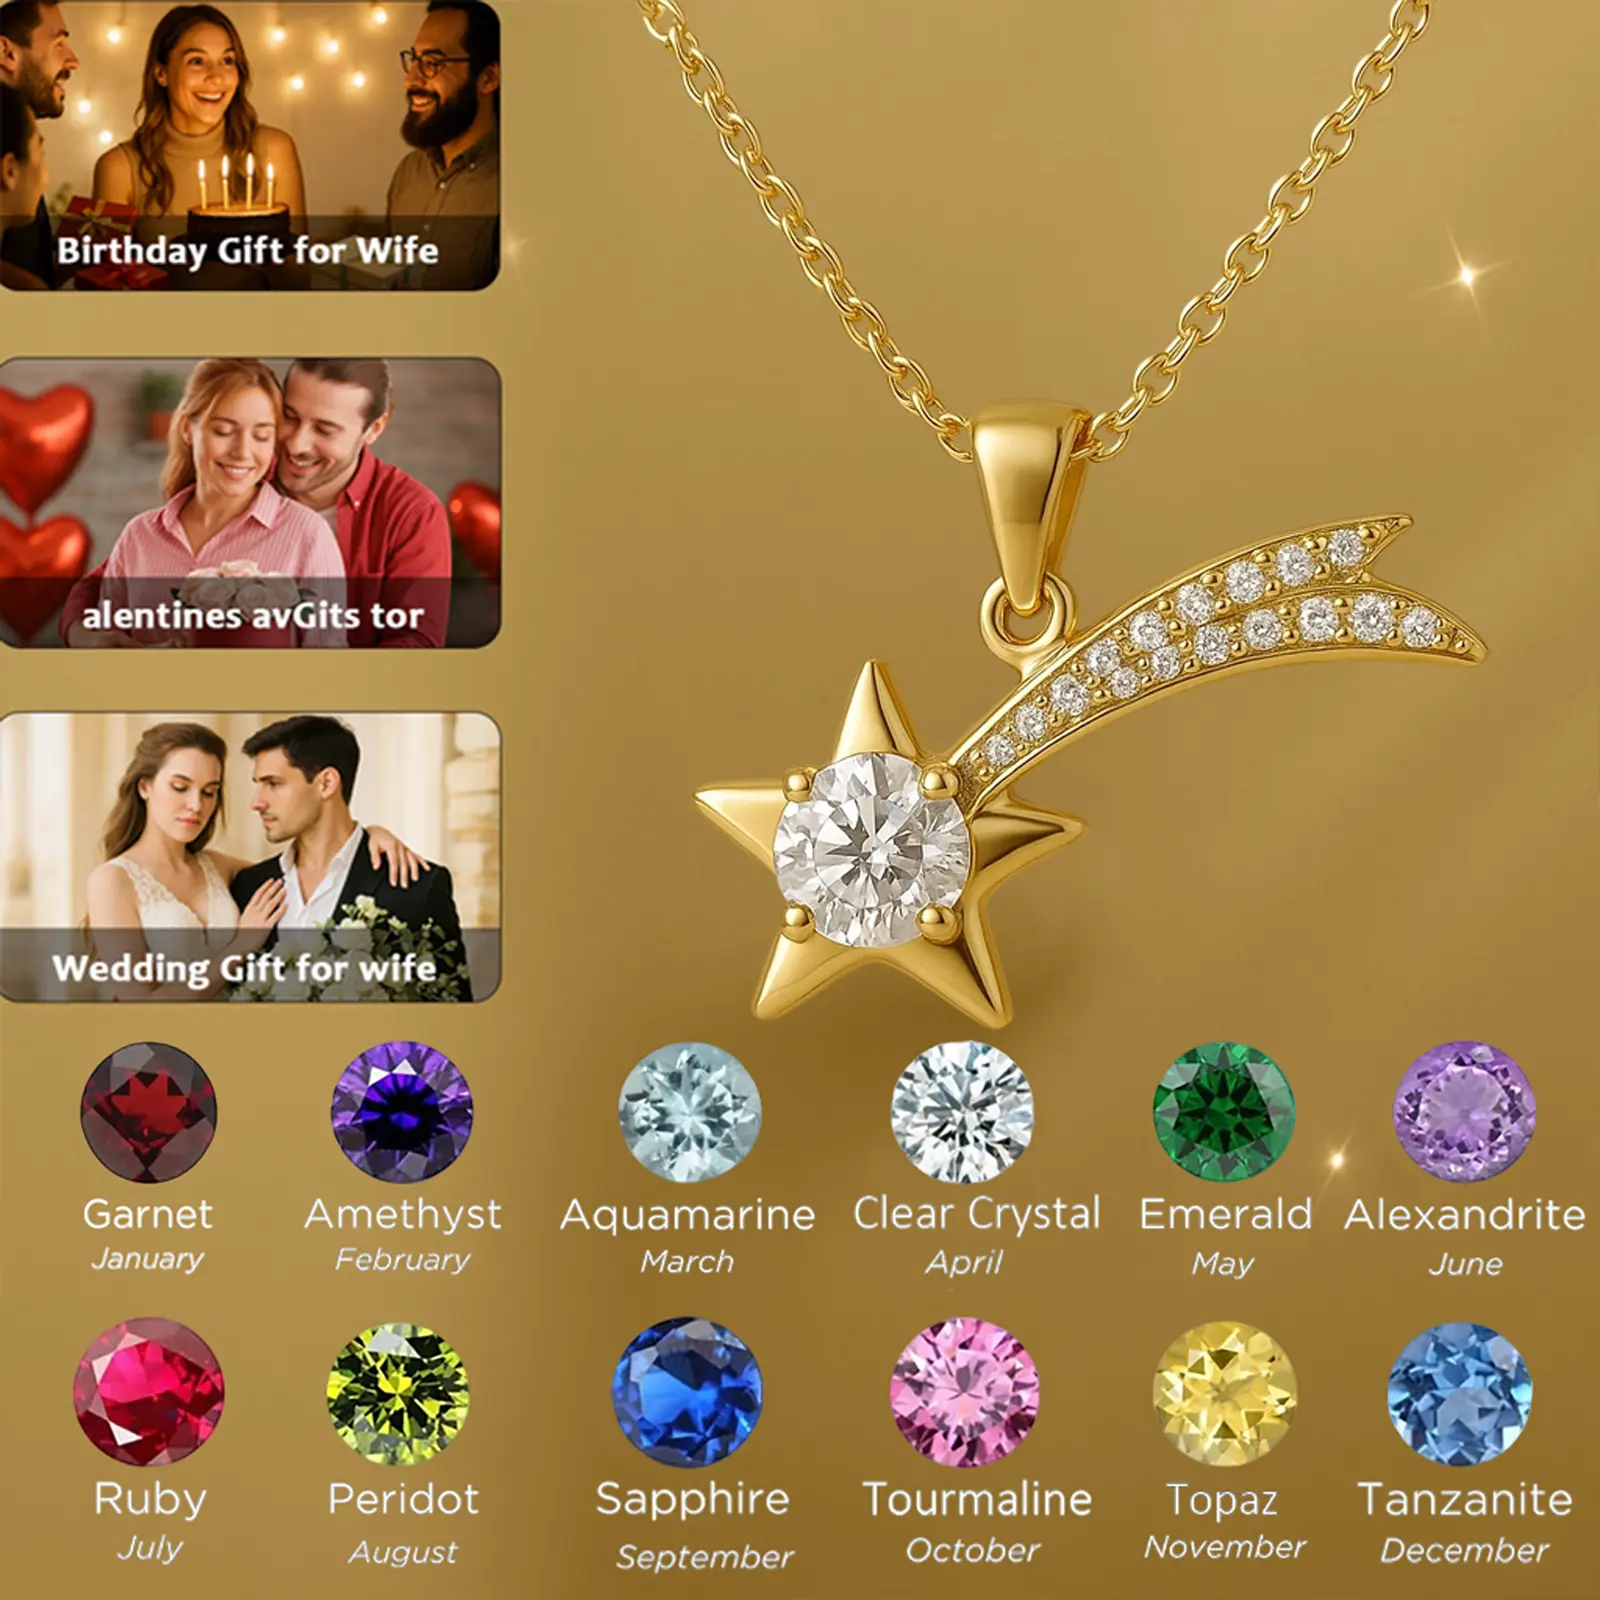 Birthday Gift for Wife
alentines avGits tor
Wedding Gift for wife
Garnet
January
Amethyst
February
Aquamarine
March
Clear Crystal
April
Emerald
May
Alexandrite
June
Ruby
July
Peridot
August
Sapphire
September
Tourmaline
October
Topaz
November
Tanzanite
December